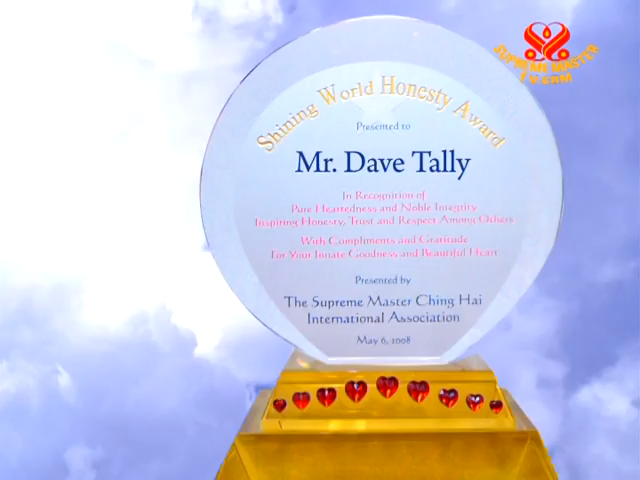 SUPREME MASTER
TV.COM
Shining World Honesty Award
Presented to
Mr. Dave Tally
In Recognition of
Pure Heartedness and Noble Integrity
Inspiring Honesty, Trust and Respect Among Others
With Compliments and Gratitude
For Your Innate Goodness and Beautiful Heart
Presented by
The Supreme Master Ching Hai
International Association
May 6, 2008